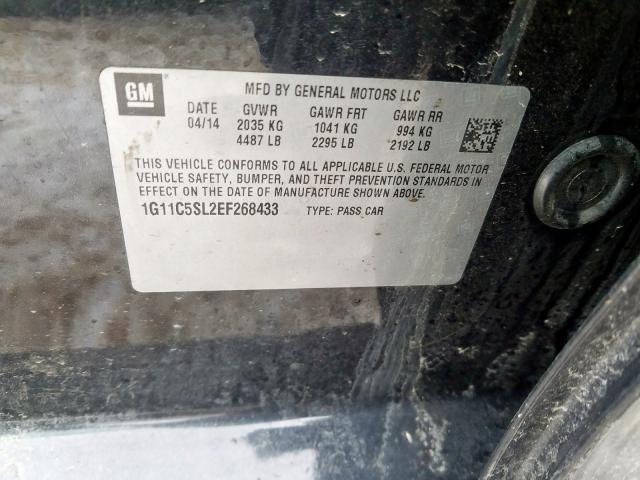 GM
MFD BY GENERAL MOTORS LLC
DATE GVWR GAWR FRT GAWR RR
04/14 2035 KG 1041 KG 994 KG
4487 LB 2295 LB 2192 LB
THIS VEHICLE CONFORMS TO ALL APPLICABLE U.S. FEDERAL MOTOR
VEHICLE SAFETY, BUMPER, AND THEFT PREVENTION STANDARDS IN
EFFECT ON THE DATE OF MANUFACTURE SHOWN ABOVE.
1G11C5SL2EF268433 TYPE: PASS CAR